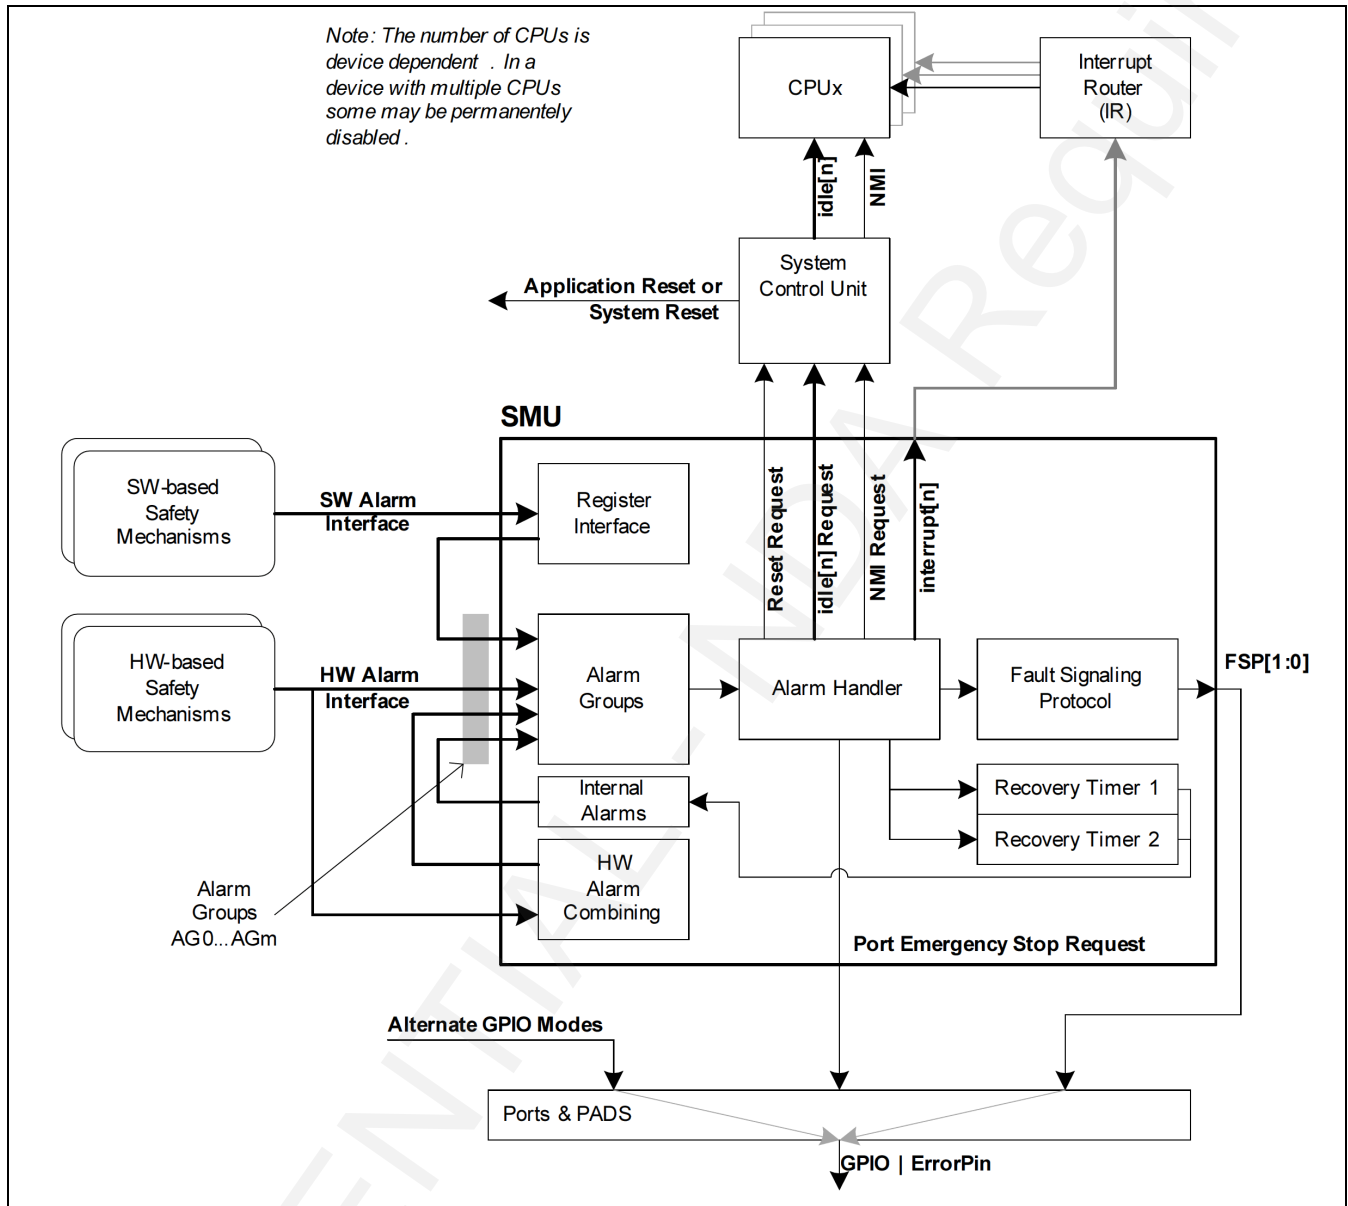 Note: The number of CPUs is
device dependent . In a
device with multiple CPUs
some may be permanentely
disabled .
CPUx
Interrupt
Router
(IR)
idle[n]
NMI
System
Control Unit
Application Reset or
System Reset
SMU
Reset Request
idle[n] Request
NMI Request
interrupt[n]
SW-based
Safety
Mechanisms
SW Alarm
Interface
Register
Interface
HW-based
Safety
Mechanisms
HW Alarm
Interface
Alarm
Groups
Alarm Handler
Fault Signaling
Protocol
FSP[1:0]
Internal
Alarms
Recovery Timer 1
Recovery Timer 2
HW
Alarm
Combining
Alarm
Groups
AG0...AGm
Port Emergency Stop Request
Alternate GPIO Modes
Ports & PADS
GPIO | ErrorPin
ENTIAL - NDA Requi